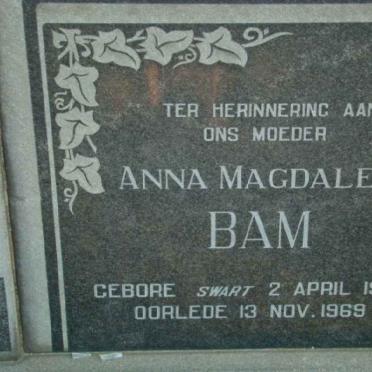 TER HERINNERING AAN
ONS MOEDER
ANNA MAGDALE
BAM
GEBORE SWART 2 APRIL 19
OORLEDE 13 NOV. 1969